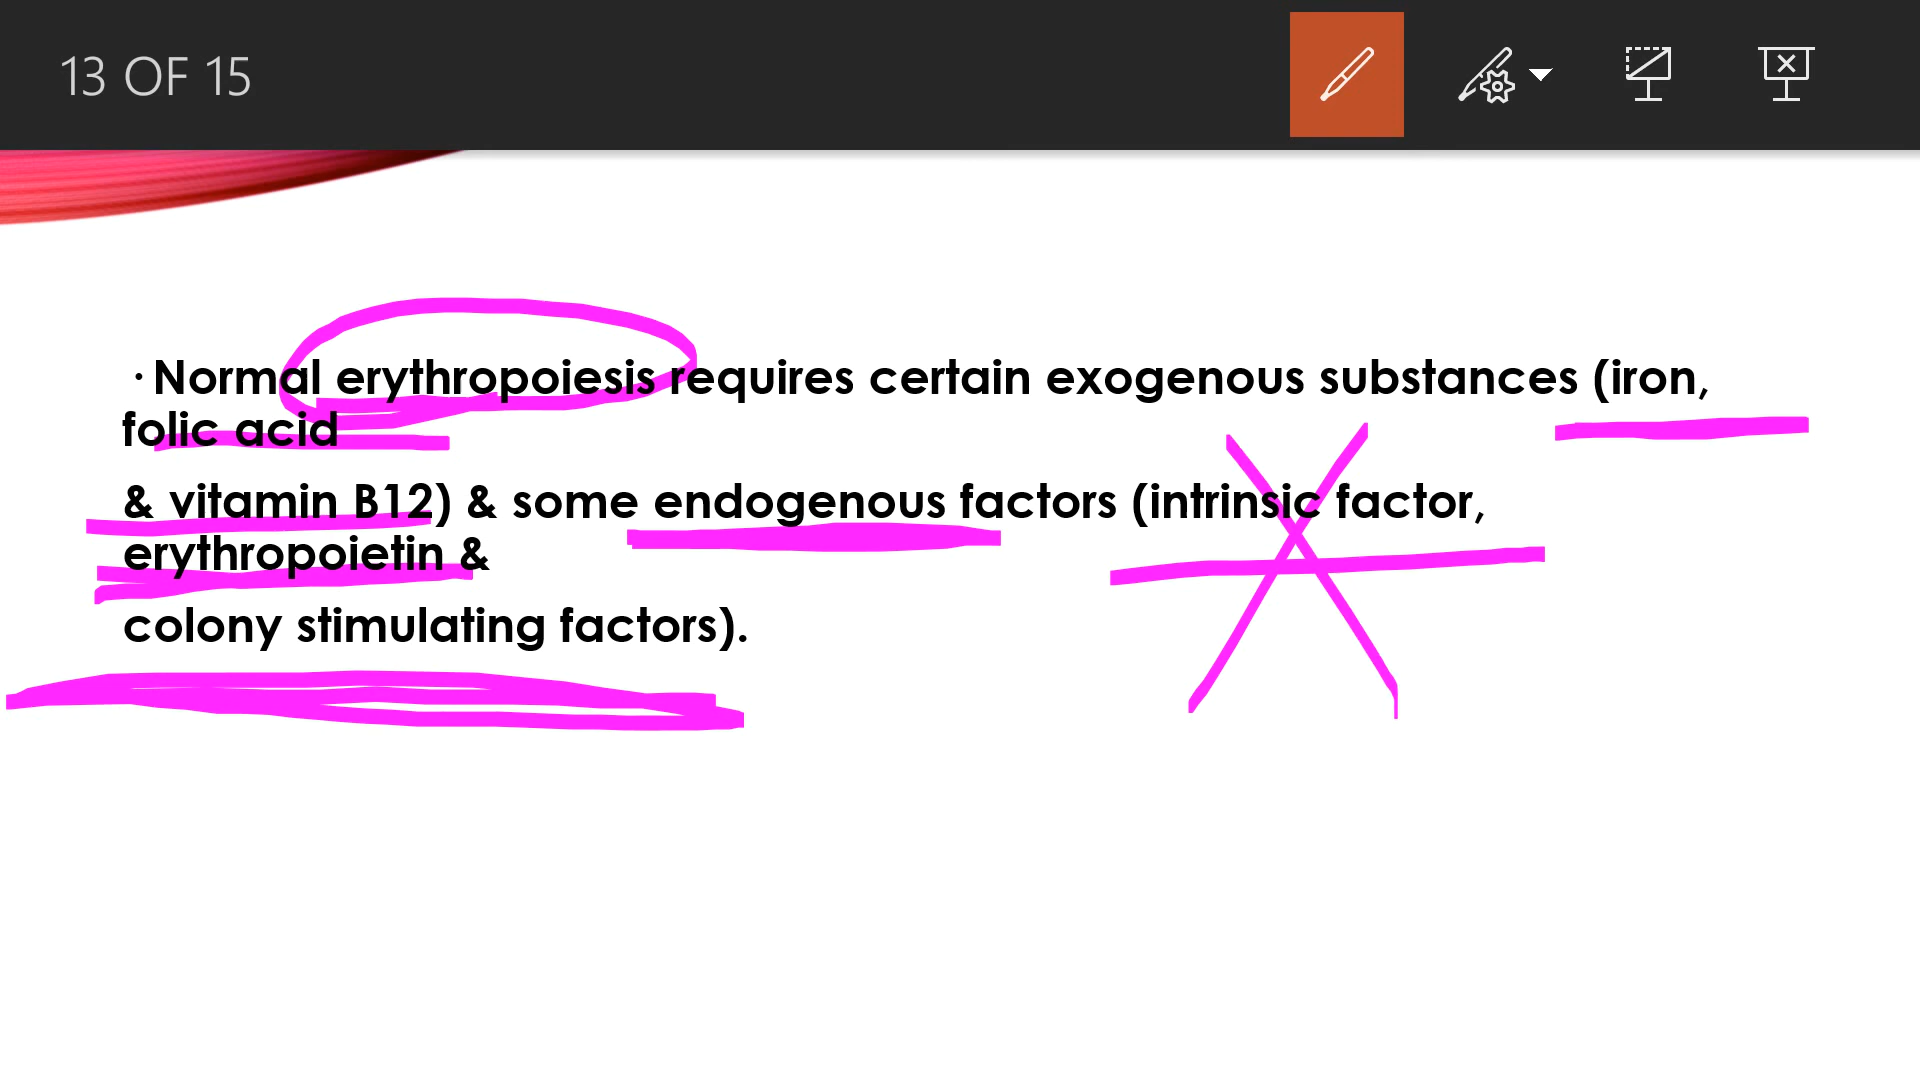 13 OF 15
· Normal erythropoiesis requires certain exogenous substances (iron,
folic acid
& vitamin B12) & some endogenous factors (intrinsic factor,
erythropoietin &
colony stimulating factors).